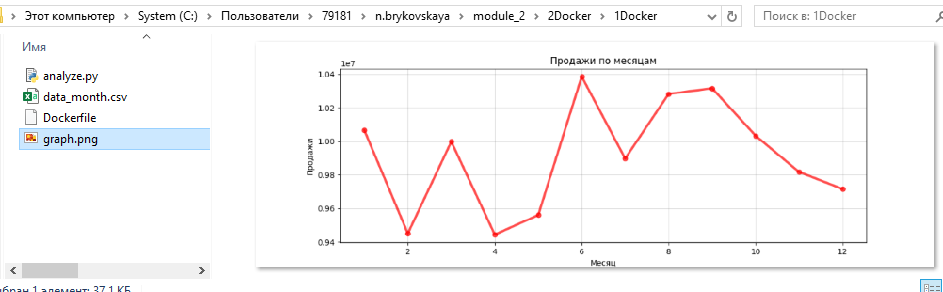 Этот компьютер > System (C:) > Пользователи > 79181 > n.brykovskaya > module_2 > 2Docker > 1Docker
Поиск в: 1Docker
Имя
analyze.py
data_month.csv
Dockerfile
graph.png
Продажи по месяцам
1e7
1.04
1.02
1.00
0.98
0.96
0.94
Продажи
2 4 6 8 10 12
Месяц
бран 1 элемент: 37,1 КБ